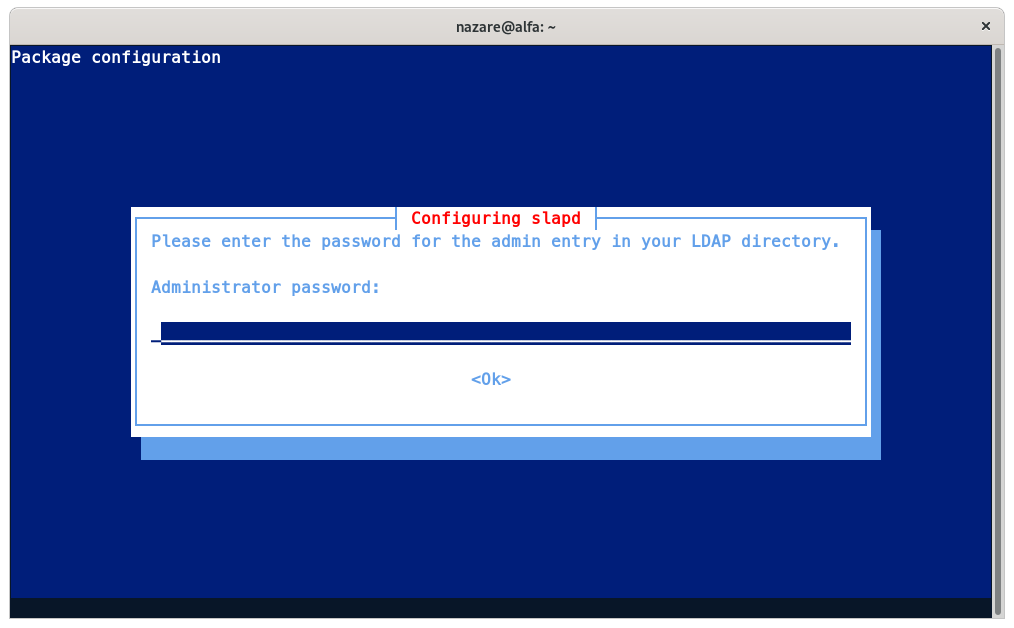 nazare@alfa: ~
Package configuration
Configuring slapd
Please enter the password for the admin entry in your LDAP directory.
Administrator password:
<Ok>